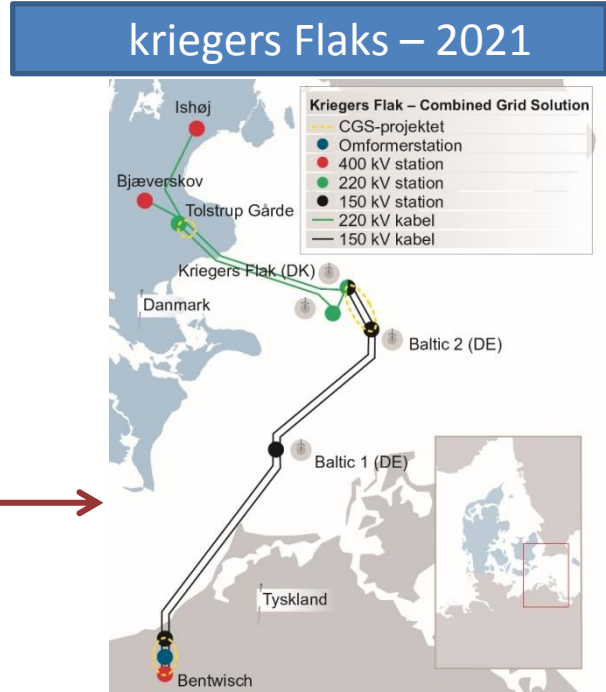 kriegers Flaks – 2021
Kriegers Flak – Combined Grid Solution
CGS-projektet
Omformerstation
400 kV station
220 kV station
150 kV station
220 kV kabel
150 kV kabel
Ishøj
Bjæverskov
Tolstrup Gårde
Kriegers Flak (DK)
Danmark
Baltic 2 (DE)
Baltic 1 (DE)
Tyskland
Bentwisch